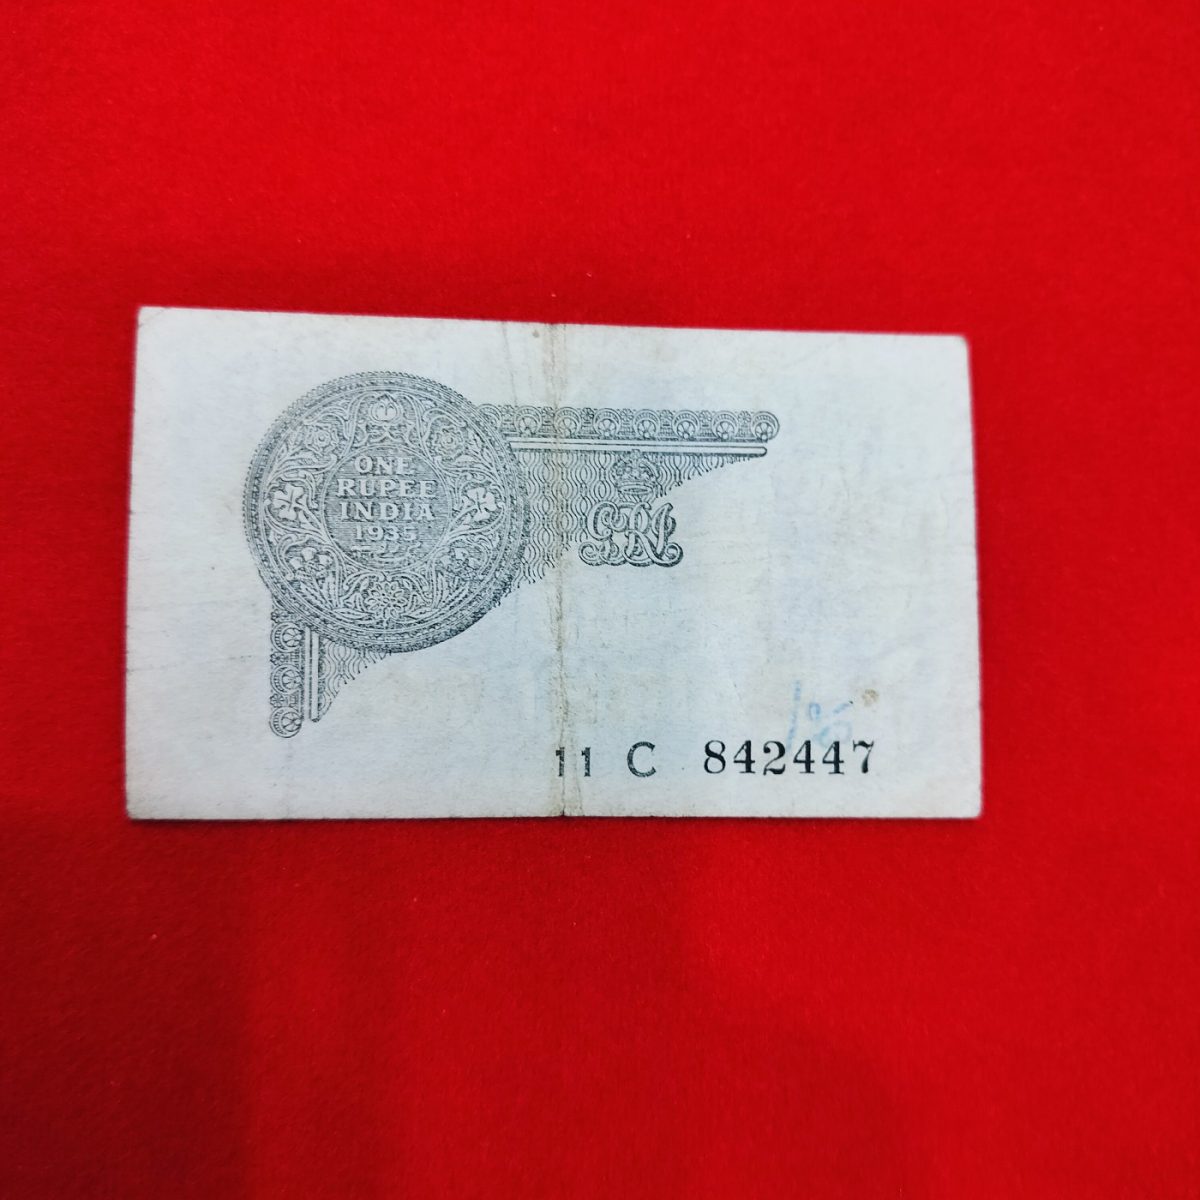 ONE
RUPEE
INDIA
1935
GRI
11 C 842447